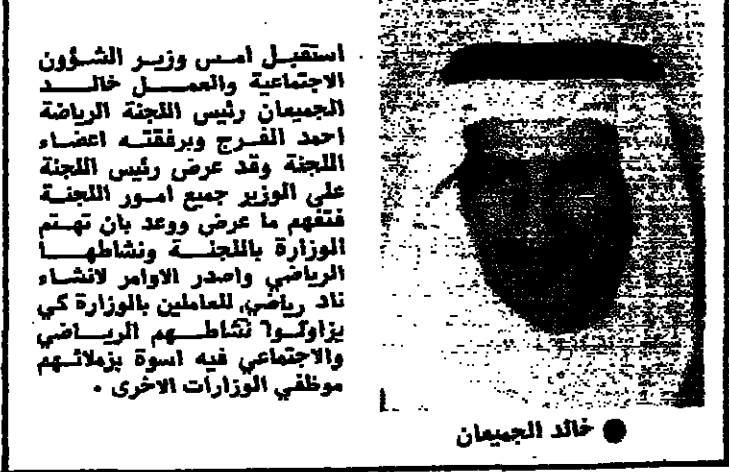 استقبل امس وزير الشؤون
الاجتماعية والعمل خالد
الجميعان رئيس اللجنة الرياضة
احمد الفرج وبرفقته اعضاء
اللجنة وقد عرض رئيس اللجنة
على الوزير جميع امور اللجنة
فتفهم ما عرض ووعد بان تهتم
الوزارة باللجنة ونشاطها
الرياضي واصدر الاوامر لانشاء
ناد رياضي للعاملين بالوزارة كي
يزاولوا نشاطهم الرياضي
والاجتماعي فيه اسوة بزملائهم
موظفي الوزارات الاخرى .
● خالد الجميعان